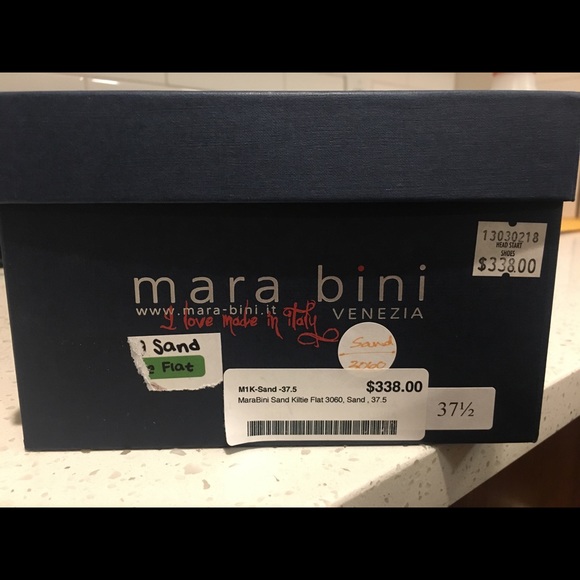 13030218
HEAD START
SHOES
$338.00
mara bini
www.mara-bini.it
VENEZIA
I love made in Italy
Sand
Flat
Sand
3060
M1K-Sand -37.5
$338.00
MaraBini Sand Kiltie Flat 3060, Sand , 37.5
37½